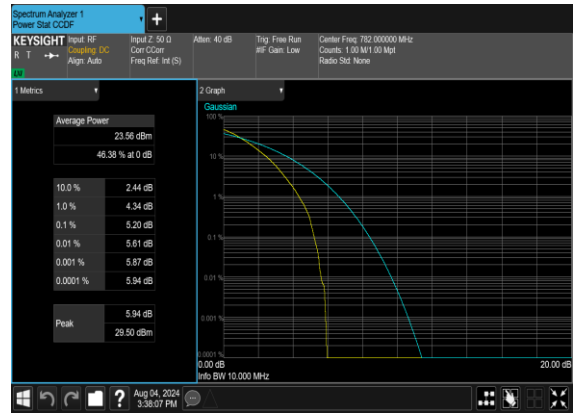 Spectrum Analyzer 1
Power Stat CCDF
KEYSIGHT
R T
LXI
Input: RF
Coupling: DC
Align: Auto
Input Z: 50 Ω
Corr CCorr
Freq Ref: Int (S)
Atten: 40 dB
Trig: Free Run
#IF Gain: Low
Center Freq: 782.000000 MHz
Counts: 1.00 M/1.00 Mpt
Radio Std: None
1 Metrics
Average Power
23.56 dBm
46.38 % at 0 dB
10.0 % 2.44 dB
1.0 % 4.34 dB
0.1 % 5.20 dB
0.01 % 5.61 dB
0.001 % 5.87 dB
0.0001 % 5.94 dB
Peak 5.94 dB
29.50 dBm
2 Graph
Gaussian
100 %
10 %
1 %
0.1 %
0.01 %
0.001 %
0.0001 %
0.00 dB 20.00 dB
Info BW 10.000 MHz
?
Aug 04, 2024
3:38:07 PM